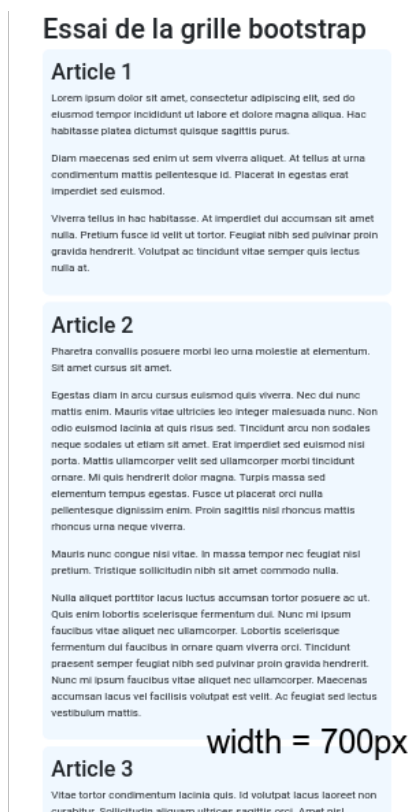 Essai de la grille bootstrap
Article 1
Lorem ipsum dolor sit amet, consectetur adipiscing elit, sed do
eiusmod tempor incididunt ut labore et dolore magna aliqua. Hac
habitasse platea dictumst quisque sagittis purus.
Diam maecenas sed enim ut sem viverra aliquet. At tellus at urna
condimentum mattis pellentesque id. Placerat in egestas erat
imperdiet sed euismod.
Viverra tellus in hac habitasse. At imperdiet dui accumsan sit amet
nulla. Pretium fusce id velit ut tortor. Feugiat nibh sed pulvinar proin
gravida hendrerit. Volutpat ac tincidunt vitae semper quis lectus
nulla at.
Article 2
Pharetra convallis posuere morbi leo urna molestie at elementum.
Sit amet cursus sit amet.
Egestas diam in arcu cursus euismod quis viverra. Nec dui nunc
mattis enim. Mauris vitae ultricies leo integer malesuada nunc. Non
odio euismod lacinia at quis risus sed. Tincidunt arcu non sodales
neque sodales ut etiam sit amet. Erat imperdiet sed euismod nisi
porta. Mattis ullamcorper velit sed ullamcorper morbi tincidunt
ornare. Mi quis hendrerit dolor magna. Turpis massa sed
elementum tempus egestas. Fusce ut placerat orci nulla
pellentesque dignissim enim. Proin sagittis nisl rhoncus mattis
rhoncus urna neque viverra.
Mauris nunc congue nisi vitae. In massa tempor nec feugiat nisl
pretium. Tristique sollicitudin nibh sit amet commodo nulla.
Nulla aliquet porttitor lacus luctus accumsan tortor posuere ac ut.
Quis enim lobortis scelerisque fermentum dui. Nunc mi ipsum
faucibus vitae aliquet nec ullamcorper. Lobortis scelerisque
fermentum dui faucibus in ornare quam viverra orci. Tincidunt
praesent semper feugiat nibh sed pulvinar proin gravida hendrerit.
Nunc mi ipsum faucibus vitae aliquet nec ullamcorper. Maecenas
accumsan lacus vel facilisis volutpat est velit. Ac feugiat sed lectus
vestibulum mattis.
width = 700px
Article 3
Vitae tortor condimentum lacinia quis. Id volutpat lacus laoreet non
curabitur. Sollicitudin aliquam ultrices sagittis orci. Amet nisl